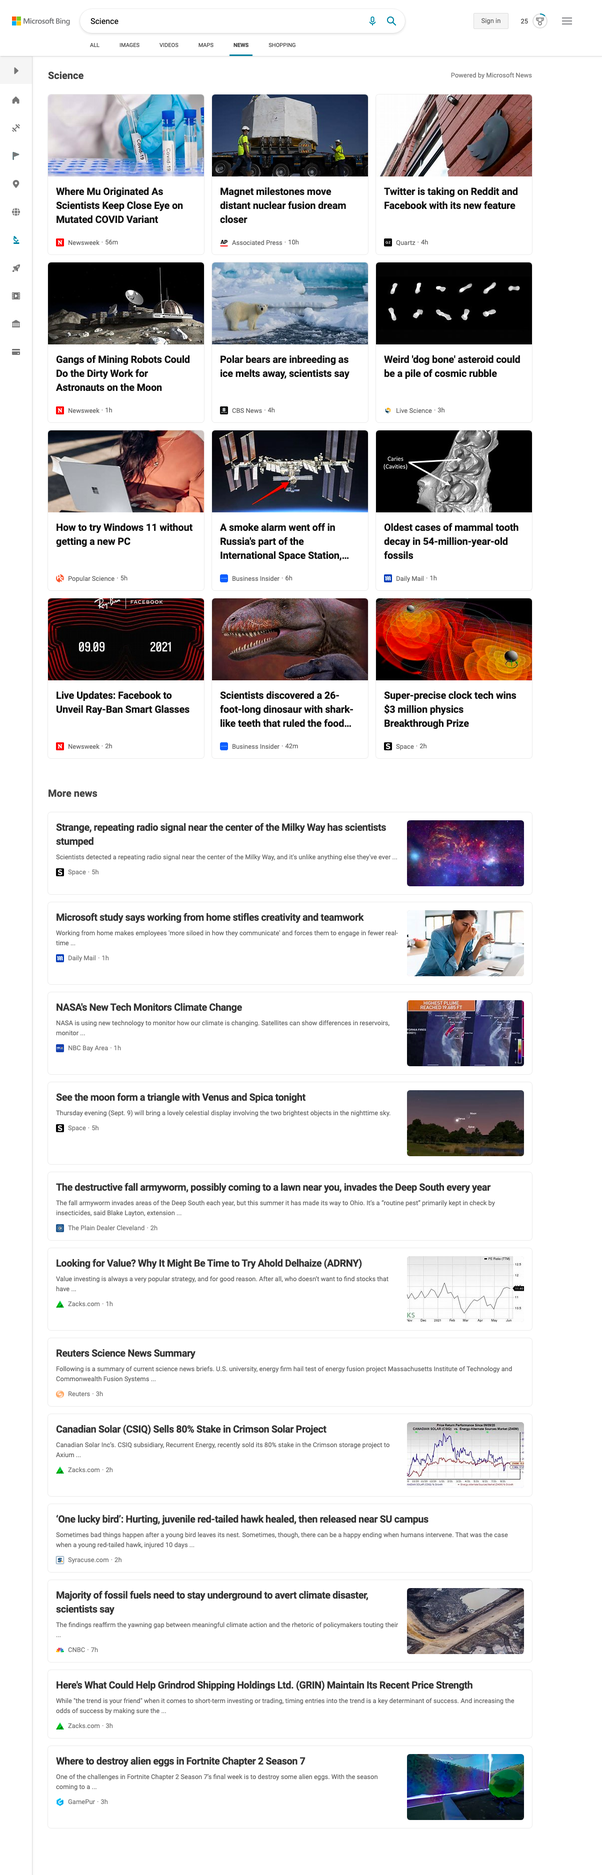 Microsoft Bing
Science
Sign in
25
ALL
IMAGES
VIDEOS
MAPS
NEWS
SHOPPING
Science
Powered by Microsoft News
Where Mu Originated As
Scientists Keep Close Eye on
Mutated COVID Variant
Newsweek · 56m
Magnet milestones move
distant nuclear fusion dream
closer
AP Associated Press · 10h
Twitter is taking on Reddit and
Facebook with its new feature
Quartz · 4h
Gangs of Mining Robots Could
Do the Dirty Work for
Astronauts on the Moon
Newsweek · 1h
Polar bears are inbreeding as
ice melts away, scientists say
CBS News · 4h
Weird 'dog bone' asteroid could
be a pile of cosmic rubble
Live Science · 3h
How to try Windows 11 without
getting a new PC
Popular Science · 5h
A smoke alarm went off in
Russia's part of the
International Space Station,...
Business Insider · 6h
Caries
(Cavities)
Oldest cases of mammal tooth
decay in 54-million-year-old
fossils
Daily Mail · 1h
Ray-Ban | FACEBOOK
09.09 2021
Live Updates: Facebook to
Unveil Ray-Ban Smart Glasses
Newsweek · 2h
Scientists discovered a 26-
foot-long dinosaur with shark-
like teeth that ruled the food...
Business Insider · 42m
Super-precise clock tech wins
$3 million physics
Breakthrough Prize
Space · 2h
More news
Strange, repeating radio signal near the center of the Milky Way has scientists
stumped
Scientists detected a repeating radio signal near the center of the Milky Way, and it's unlike anything else they've ever ...
Space · 5h
Microsoft study says working from home stifles creativity and teamwork
Working from home makes employees 'more siloed in how they communicate' and forces them to engage in fewer real-
time ...
Daily Mail · 1h
NASA's New Tech Monitors Climate Change
NASA is using new technology to monitor how our climate is changing. Satellites can show differences in reservoirs,
monitor ...
NBC Bay Area · 1h
HIGHEST PLUME
REACHED 19,685 FT
See the moon form a triangle with Venus and Spica tonight
Thursday evening (Sept. 9) will bring a lovely celestial display involving the two brightest objects in the nighttime sky.
Space · 5h
The destructive fall armyworm, possibly coming to a lawn near you, invades the Deep South every year
The fall armyworm invades areas of the Deep South each year, but this summer it has made its way to Ohio. It's a "routine pest" primarily kept in check by
insecticides, said Blake Layton, extension ...
The Plain Dealer Cleveland · 2h
Looking for Value? Why It Might Be Time to Try Ahold Delhaize (ADRNY)
Value investing is always a very popular strategy, and for good reason. After all, who doesn't want to find stocks that
have ...
Zacks.com · 1h
Reuters Science News Summary
Following is a summary of current science news briefs. U.S. university, energy firm hail test of energy fusion project Massachusetts Institute of Technology and
Commonwealth Fusion Systems ...
Reuters · 3h
Canadian Solar (CSIQ) Sells 80% Stake in Crimson Solar Project
Canadian Solar Inc's. CSIQ subsidiary, Recurrent Energy, recently sold its 80% stake in the Crimson storage project to
Axium ...
Zacks.com · 2h
'One lucky bird': Hurting, juvenile red-tailed hawk healed, then released near SU campus
Sometimes bad things happen after a young bird leaves its nest. Sometimes, though, there can be a happy ending when humans intervene. That was the case
when a young red-tailed hawk, injured 10 days ...
Syracuse.com · 2h
Majority of fossil fuels need to stay underground to avert climate disaster,
scientists say
The findings reaffirm the yawning gap between meaningful climate action and the rhetoric of policymakers touting their
...
CNBC · 7h
Here's What Could Help Grindrod Shipping Holdings Ltd. (GRIN) Maintain Its Recent Price Strength
While "the trend is your friend" when it comes to short-term investing or trading, timing entries into the trend is a key determinant of success. And increasing the
odds of success by making sure the ...
Zacks.com · 3h
Where to destroy alien eggs in Fortnite Chapter 2 Season 7
One of the challenges in Fortnite Chapter 2 Season 7's final week is to destroy some alien eggs. With the season
coming to a ...
GamePur · 3h